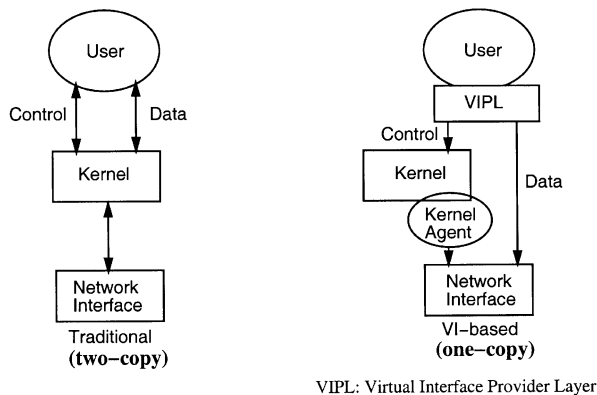 User
Control
Data
Kernel
Network
Interface
Traditional
(two-copy)
User
VIPL
Control
Kernel
Data
Kernel
Agent
Network
Interface
VI-based
(one-copy)
VIPL: Virtual Interface Provider Layer